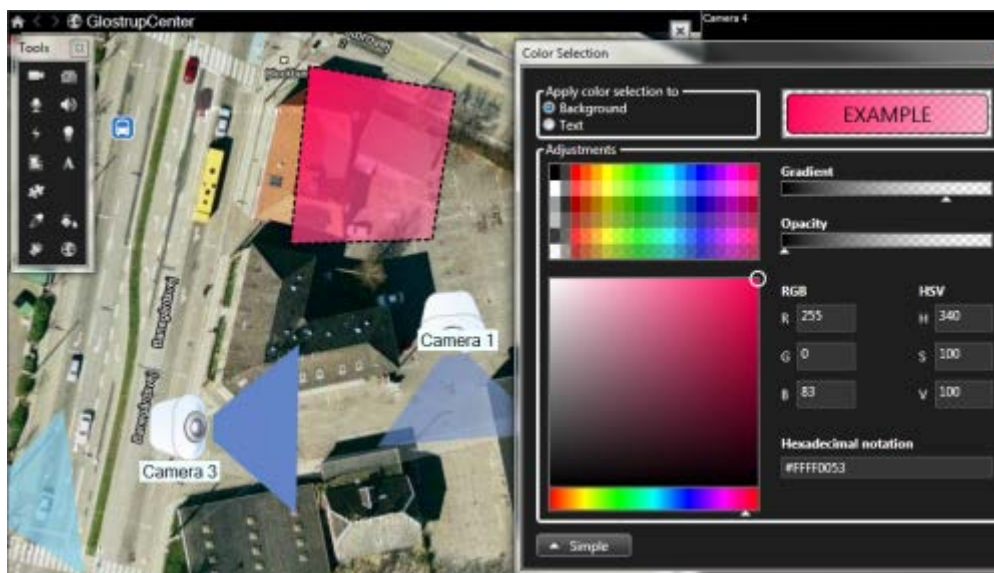 GlostrupCenter
Camera 4
Tools
A
Color Selection
Apply color selection to
Background
Text
EXAMPLE
Adjustments
Gradient
Opacity
RGB
HSV
R 255
H 340
G 0
S 100
B 83
V 100
Hexadecimal notation
#FFFF0053
Simple
Camera 1
Camera 3